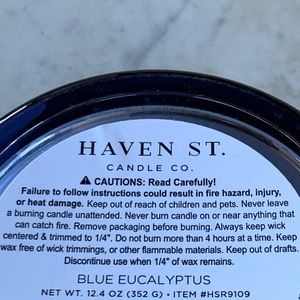 HAVEN ST.
CANDLE CO.
⚠ CAUTIONS: Read Carefully!
Failure to follow instructions could result in fire hazard, injury,
or heat damage. Keep out of reach of children and pets. Never leave
a burning candle unattended. Never burn candle on or near anything that
can catch fire. Remove packaging before burning. Always keep wick
centered & trimmed to 1/4". Do not burn more than 4 hours at a time. Keep
wax free of wick trimmings, or other flammable materials. Keep out of drafts.
Discontinue use when 1/4" of wax remains.
BLUE EUCALYPTUS
NET WT. 12.4 OZ (352 G) • ITEM #HSR9109